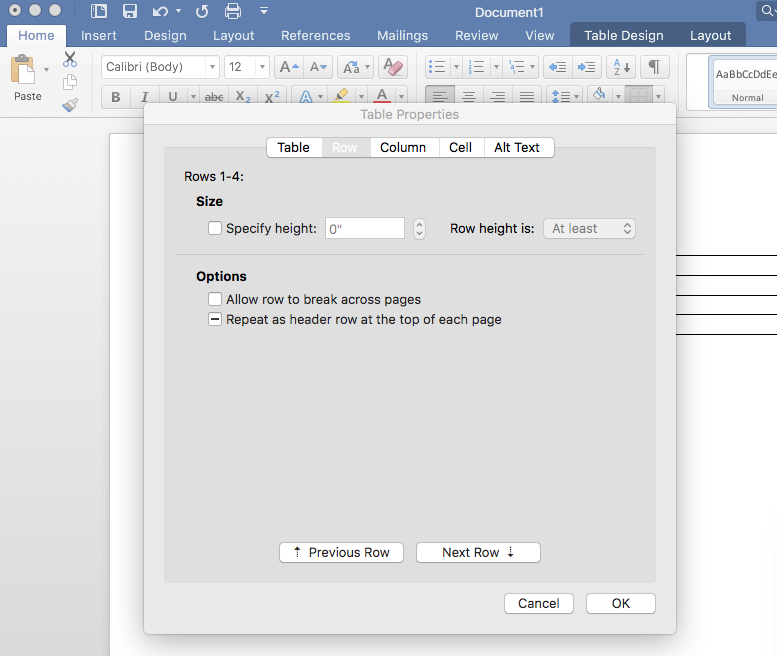 Document1
Home Insert Design Layout References Mailings Review View Table Design Layout
Paste
Calibri (Body) 12 A A Aa A
B I U abc X2 X2 A A
A Z
¶
AaBbCcDdEe
Normal
Table Properties
Table Row Column Cell Alt Text
Rows 1-4:
Size
Specify height: 0" Row height is: At least
Options
Allow row to break across pages
Repeat as header row at the top of each page
Previous Row Next Row
Cancel OK